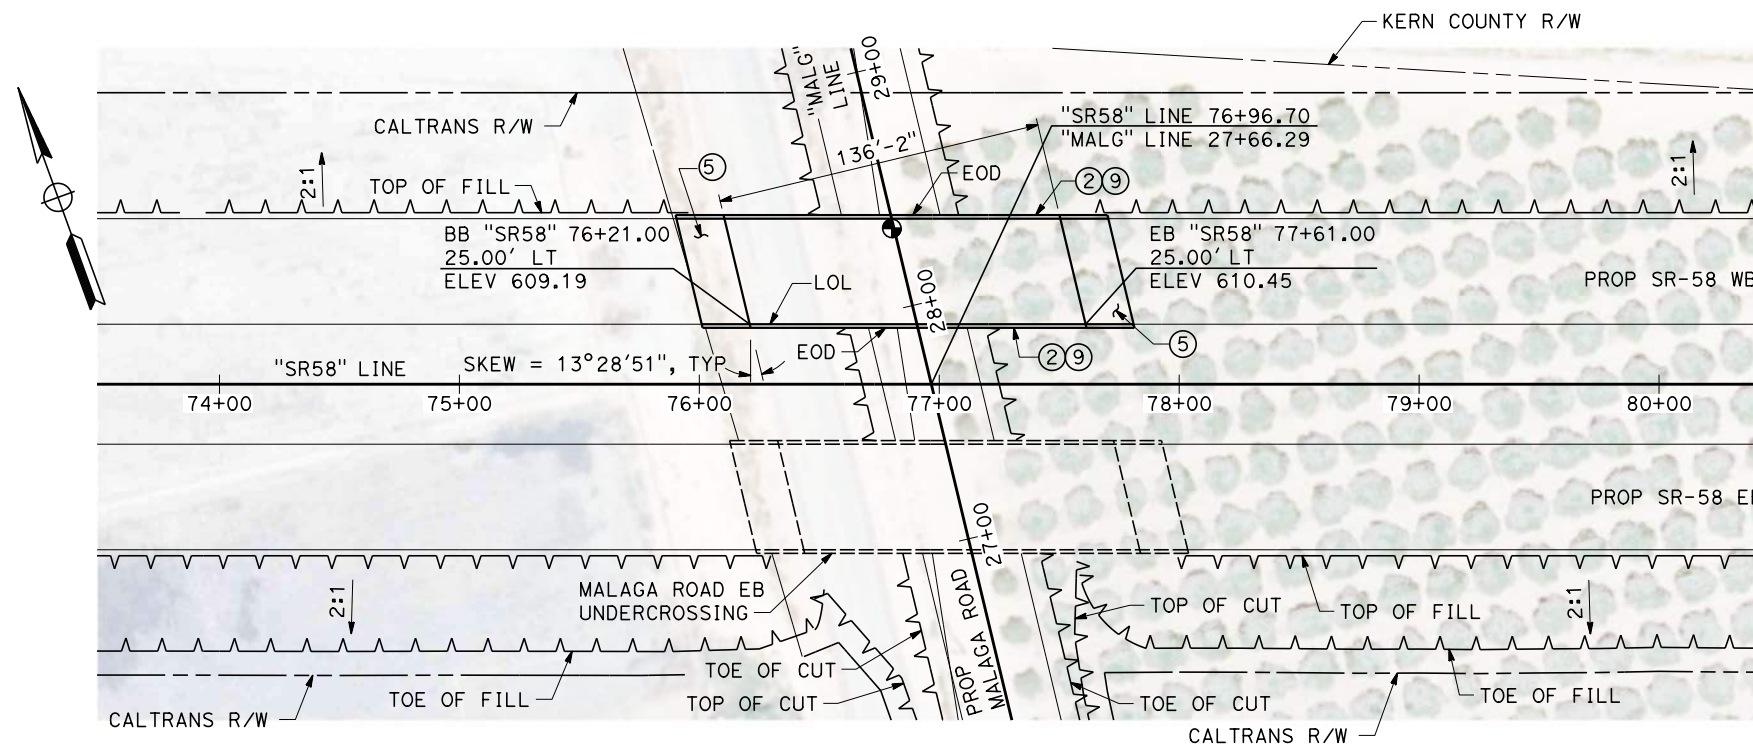 KERN COUNTY R/W
"MALG"
LINE
29+00
CALTRANS R/W
"SR58" LINE 76+96.70
"MALG" LINE 27+66.29
136'-2"
2:1
TOP OF FILL
5
EOD
2 9
2:1
BB "SR58" 76+21.00
25.00' LT
ELEV 609.19
EB "SR58" 77+61.00
25.00' LT
ELEV 610.45
LOL
28+00
PROP SR-58 WB
"SR58" LINE
SKEW = 13°28'51", TYP
EOD
2 9
5
74+00
75+00
76+00
77+00
78+00
79+00
80+00
PROP SR-58 E
27+00
MALAGA ROAD EB
UNDERCROSSING
2:1
PROP
MALAGA ROAD
TOP OF CUT
TOP OF FILL
2:1
TOE OF CUT
TOE OF FILL
TOP OF CUT
TOE OF CUT
TOE OF FILL
CALTRANS R/W
CALTRANS R/W